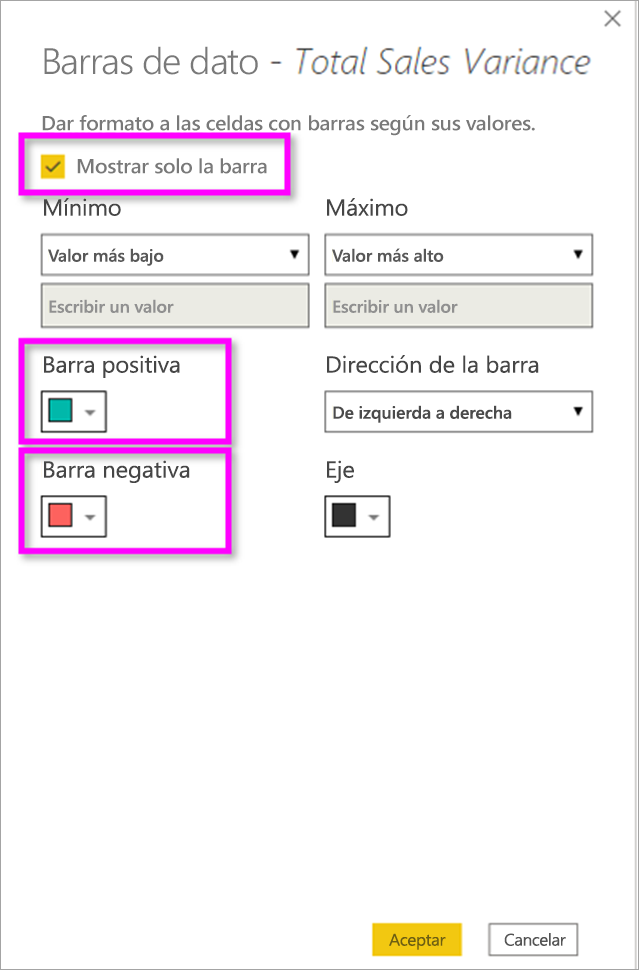 Barras de dato - Total Sales Variance
Dar formato a las celdas con barras según sus valores.
Mostrar solo la barra
Mínimo
Máximo
Valor más bajo
Valor más alto
Escribir un valor
Escribir un valor
Barra positiva
Dirección de la barra
De izquierda a derecha
Barra negativa
Eje
Aceptar
Cancelar